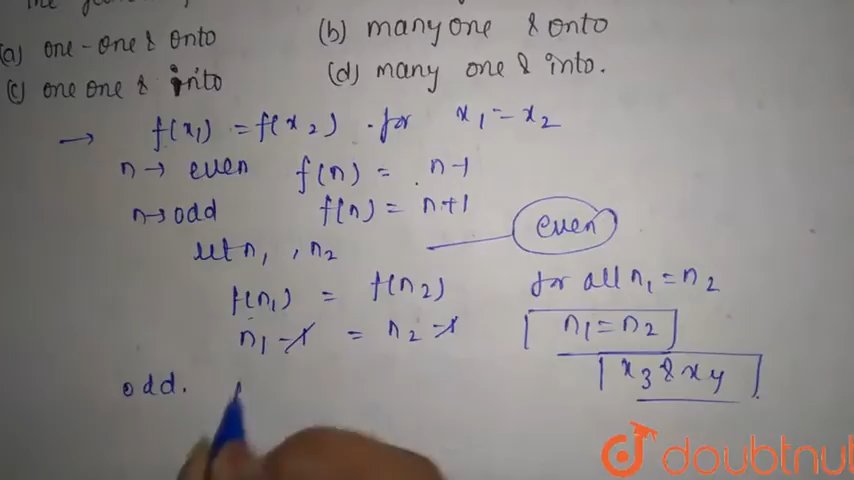 (a) one-one & onto (b) many one & onto
(c) one one & into (d) many one & into.
→ f(x₁) = f(x₂) . for x₁ = x₂
n → even f(n) = n-1
n → odd f(n) = n+1
even
let n₁ , n₂
f(n₁) = f(n₂) for all n₁ = n₂
n₁ - 1 = n₂ - 1 n₁ = n₂
odd. x₃ & x₄
doubtnut